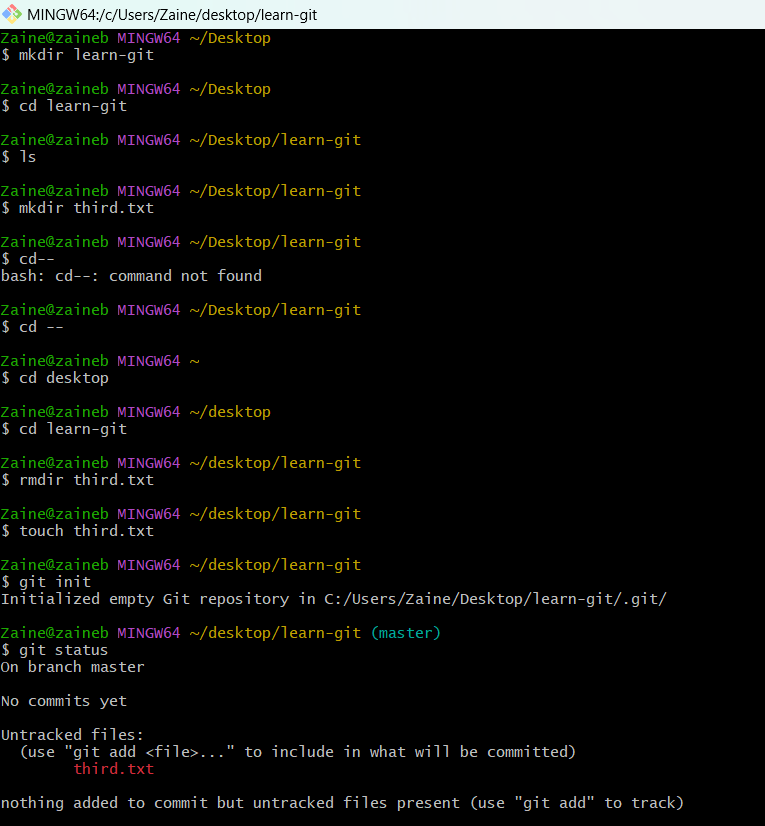 MINGW64:/c/Users/Zaine/desktop/learn-git
Zaine@zaineb MINGW64 ~/Desktop
$ mkdir learn-git
Zaine@zaineb MINGW64 ~/Desktop
$ cd learn-git
Zaine@zaineb MINGW64 ~/Desktop/learn-git
$ ls
Zaine@zaineb MINGW64 ~/Desktop/learn-git
$ mkdir third.txt
Zaine@zaineb MINGW64 ~/Desktop/learn-git
$ cd--
bash: cd--: command not found
Zaine@zaineb MINGW64 ~/Desktop/learn-git
$ cd --
Zaine@zaineb MINGW64 ~
$ cd desktop
Zaine@zaineb MINGW64 ~/desktop
$ cd learn-git
Zaine@zaineb MINGW64 ~/desktop/learn-git
$ rmdir third.txt
Zaine@zaineb MINGW64 ~/desktop/learn-git
$ touch third.txt
Zaine@zaineb MINGW64 ~/desktop/learn-git
$ git init
Initialized empty Git repository in C:/Users/Zaine/Desktop/learn-git/.git/
Zaine@zaineb MINGW64 ~/desktop/learn-git (master)
$ git status
On branch master
No commits yet
Untracked files:
(use "git add <file>..." to include in what will be committed)
third.txt
nothing added to commit but untracked files present (use "git add" to track)